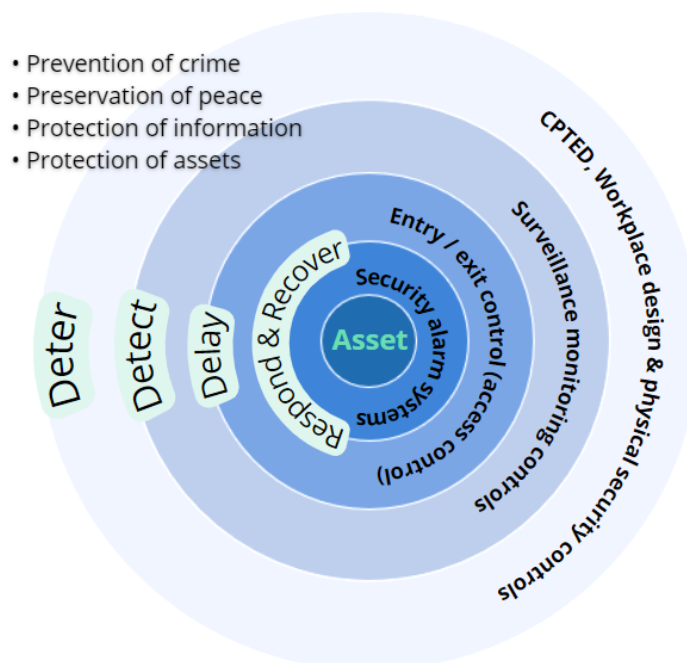 • Prevention of crime
• Preservation of peace
• Protection of information
• Protection of assets
Deter
Detect
Delay
Respond & Recover
Asset
Security alarm systems
Entry / exit control (access control)
Surveillance monitoring controls
CPTED, Workplace design & physical security controls